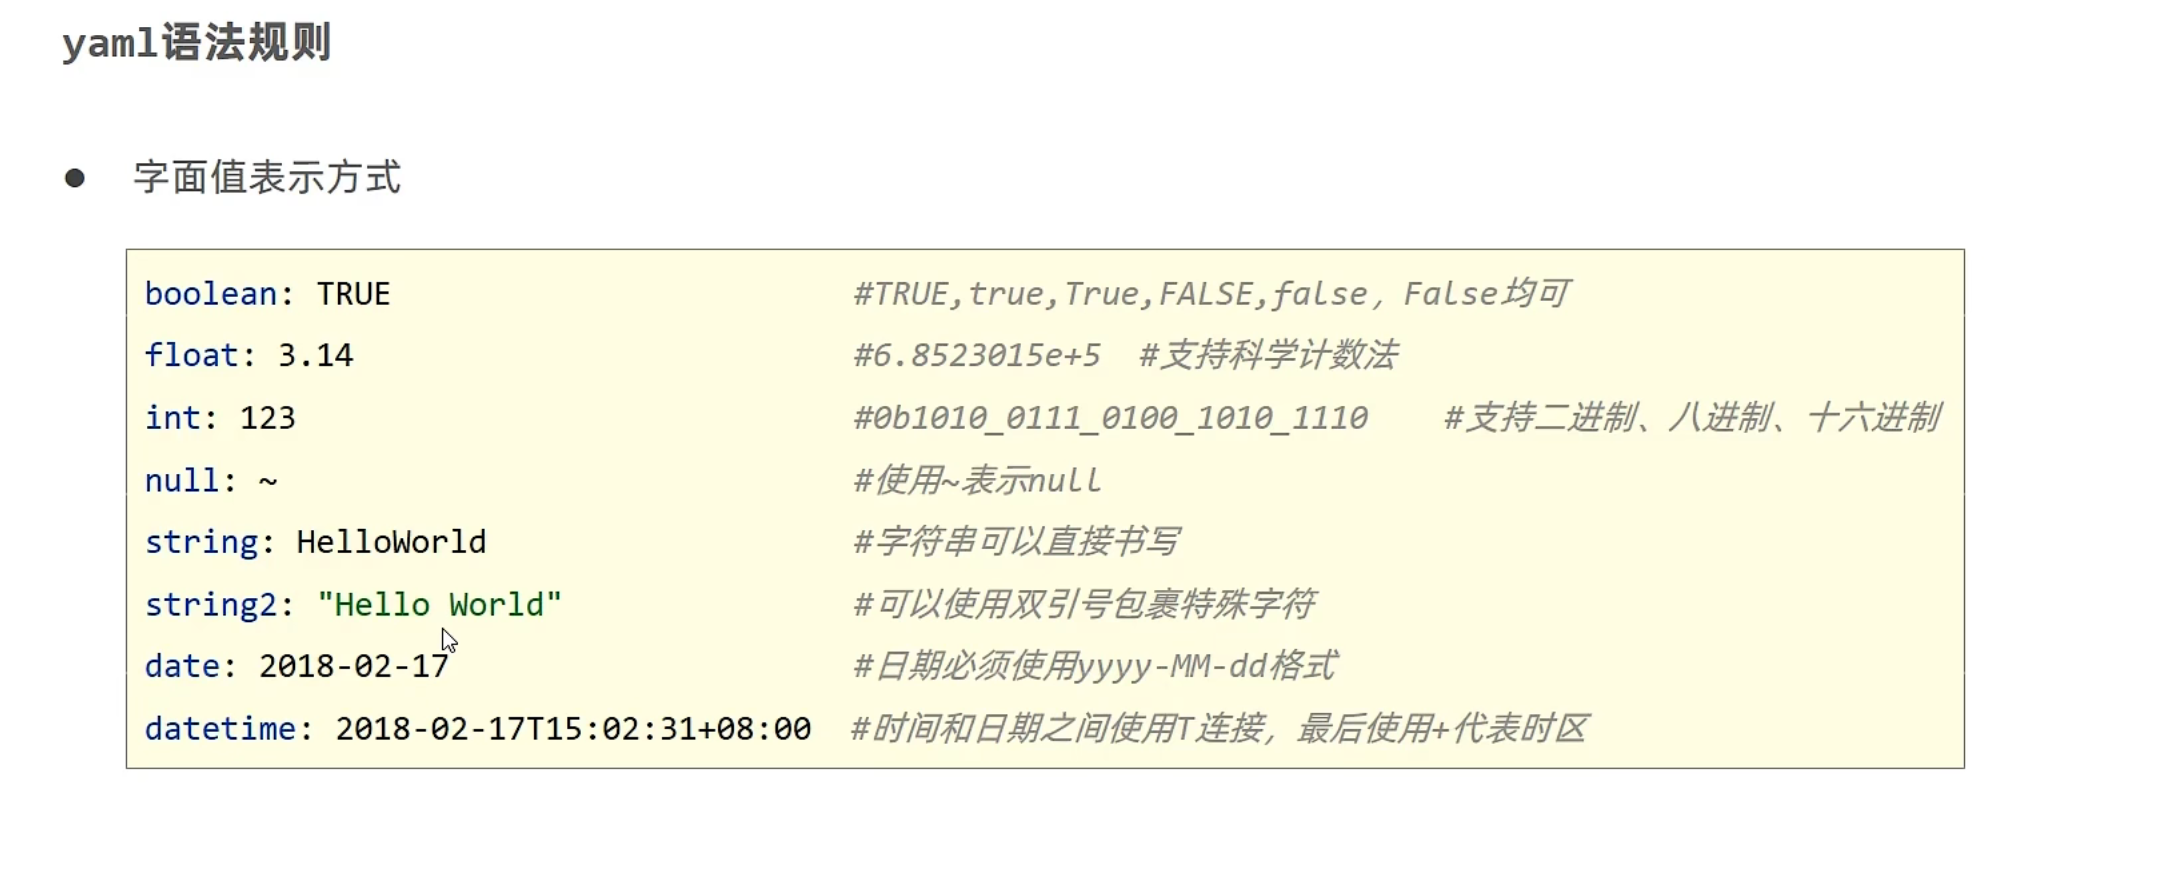 yaml语法规则
● 字面值表示方式
boolean: TRUE #TRUE,true,True,FALSE,false, False均可
float: 3.14 #6.8523015e+5 #支持科学计数法
int: 123 #0b1010_0111_0100_1010_1110 #支持二进制、八进制、十六进制
null: ~ #使用~表示null
string: HelloWorld #字符串可以直接书写
string2: "Hello World" #可以使用双引号包裹特殊字符
date: 2018-02-17 #日期必须使用yyyy-MM-dd格式
datetime: 2018-02-17T15:02:31+08:00 #时间和日期之间使用T连接，最后使用+代表时区